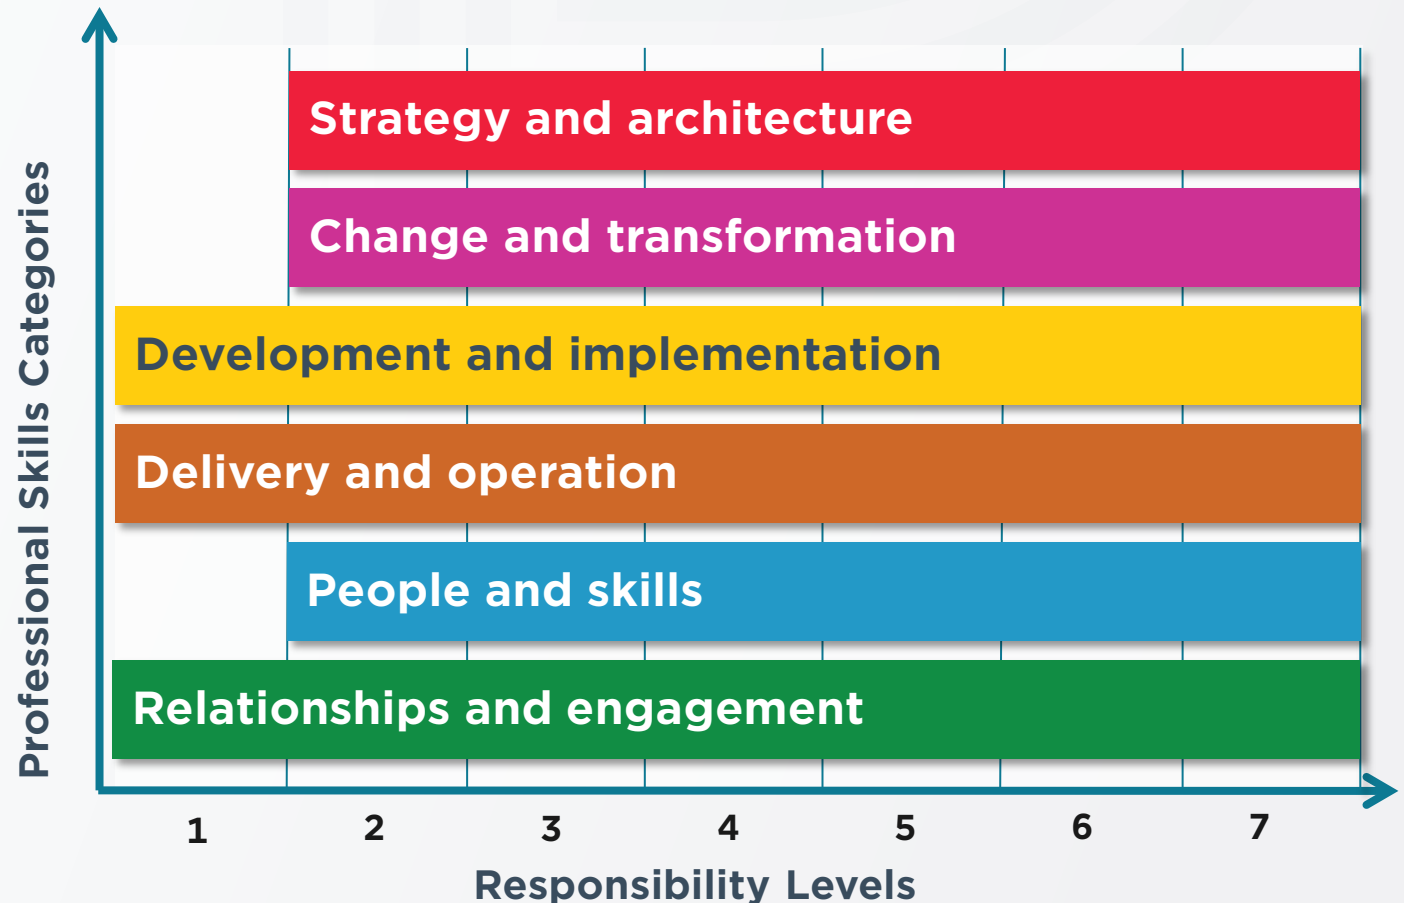 Professional Skills Categories
Strategy and architecture
Change and transformation
Development and implementation
Delivery and operation
People and skills
Relationships and engagement
1 2 3 4 5 6 7
Responsibility Levels